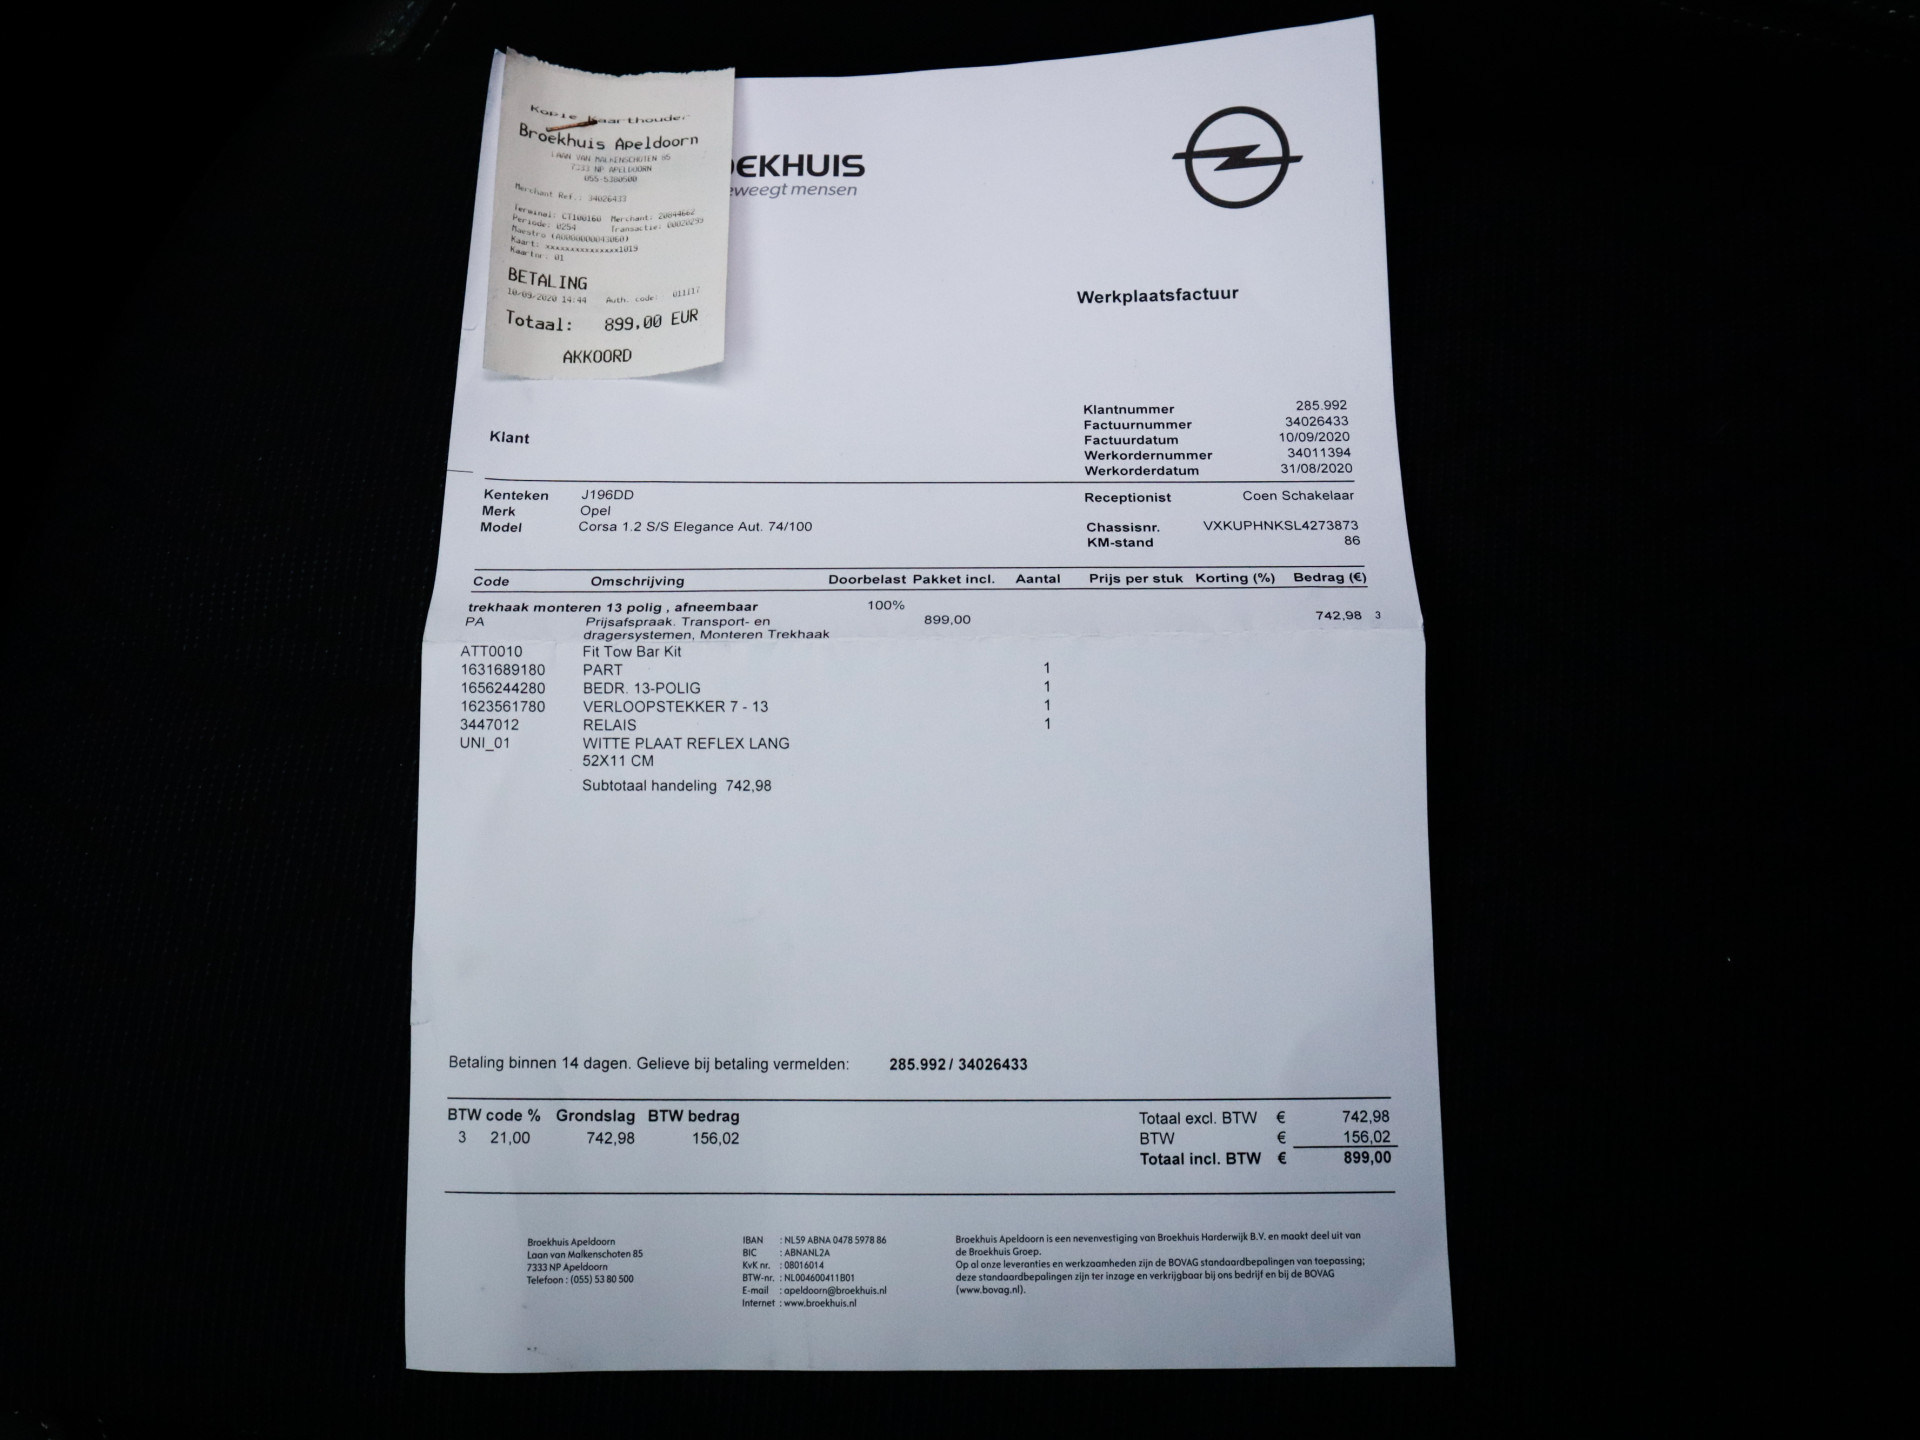 Kopie Kaarthouder
Broekhuis Apeldoorn
LAAN VAN MALKENSCHOTEN 85
7333 NP APELDOORN
055-5380500
Merchant Ref.: 34026433
Terminal: CT100160 Merchant: 20044662
Periode: 0254 Transactie: 00020299
Maestro (A0000000043060)
Kaart: xxxxxxxxxxxxxxx1019
Kaartnr: 01
BETALING
10/09/2020 14:44 Auth. code: 011117
Totaal: 899.00 EUR
AKKOORD
OEKHUIS
eweegt mensen
Werkplaatsfactuur
Klant
Klantnummer 285.992
Factuurnummer 34026433
Factuurdatum 10/09/2020
Werkordernummer 34011394
Werkorderdatum 31/08/2020
Kenteken J196DD
Merk Opel
Model Corsa 1.2 S/S Elegance Aut. 74/100
Receptionist Coen Schakelaar
Chassisnr. VXKUPHNKSL4273873
KM-stand 86
Code Omschrijving Doorbelast Pakket incl. Aantal Prijs per stuk Korting (%) Bedrag (€)
trekhaak monteren 13 polig , afneembaar 100%
PA Prijsafspraak. Transport- en 899,00 742,98 3
dragersystemen, Monteren Trekhaak
ATT0010 Fit Tow Bar Kit
1631689180 PART 1
1656244280 BEDR. 13-POLIG 1
1623561780 VERLOOPSTEKKER 7 - 13 1
3447012 RELAIS 1
UNI_01 WITTE PLAAT REFLEX LANG
52X11 CM
Subtotaal handeling 742,98
Betaling binnen 14 dagen. Gelieve bij betaling vermelden: 285.992 / 34026433
BTW code % Grondslag BTW bedrag
3 21,00 742,98 156,02
Totaal excl. BTW € 742,98
BTW € 156,02
Totaal incl. BTW € 899,00
Broekhuis Apeldoorn
Laan van Malkenschoten 85
7333 NP Apeldoorn
Telefoon : (055) 53 80 500
IBAN : NL59 ABNA 0478 5978 86
BIC : ABNANL2A
KvK nr. : 08016014
BTW-nr. : NL004600411B01
E-mail : apeldoorn@broekhuis.nl
Internet : www.broekhuis.nl
Broekhuis Apeldoorn is een nevenvestiging van Broekhuis Harderwijk B.V. en maakt deel uit van
de Broekhuis Groep.
Op al onze leveranties en werkzaamheden zijn de BOVAG standaardbepalingen van toepassing;
deze standaardbepalingen zijn ter inzage en verkrijgbaar bij ons bedrijf en bij de BOVAG
(www.bovag.nl).